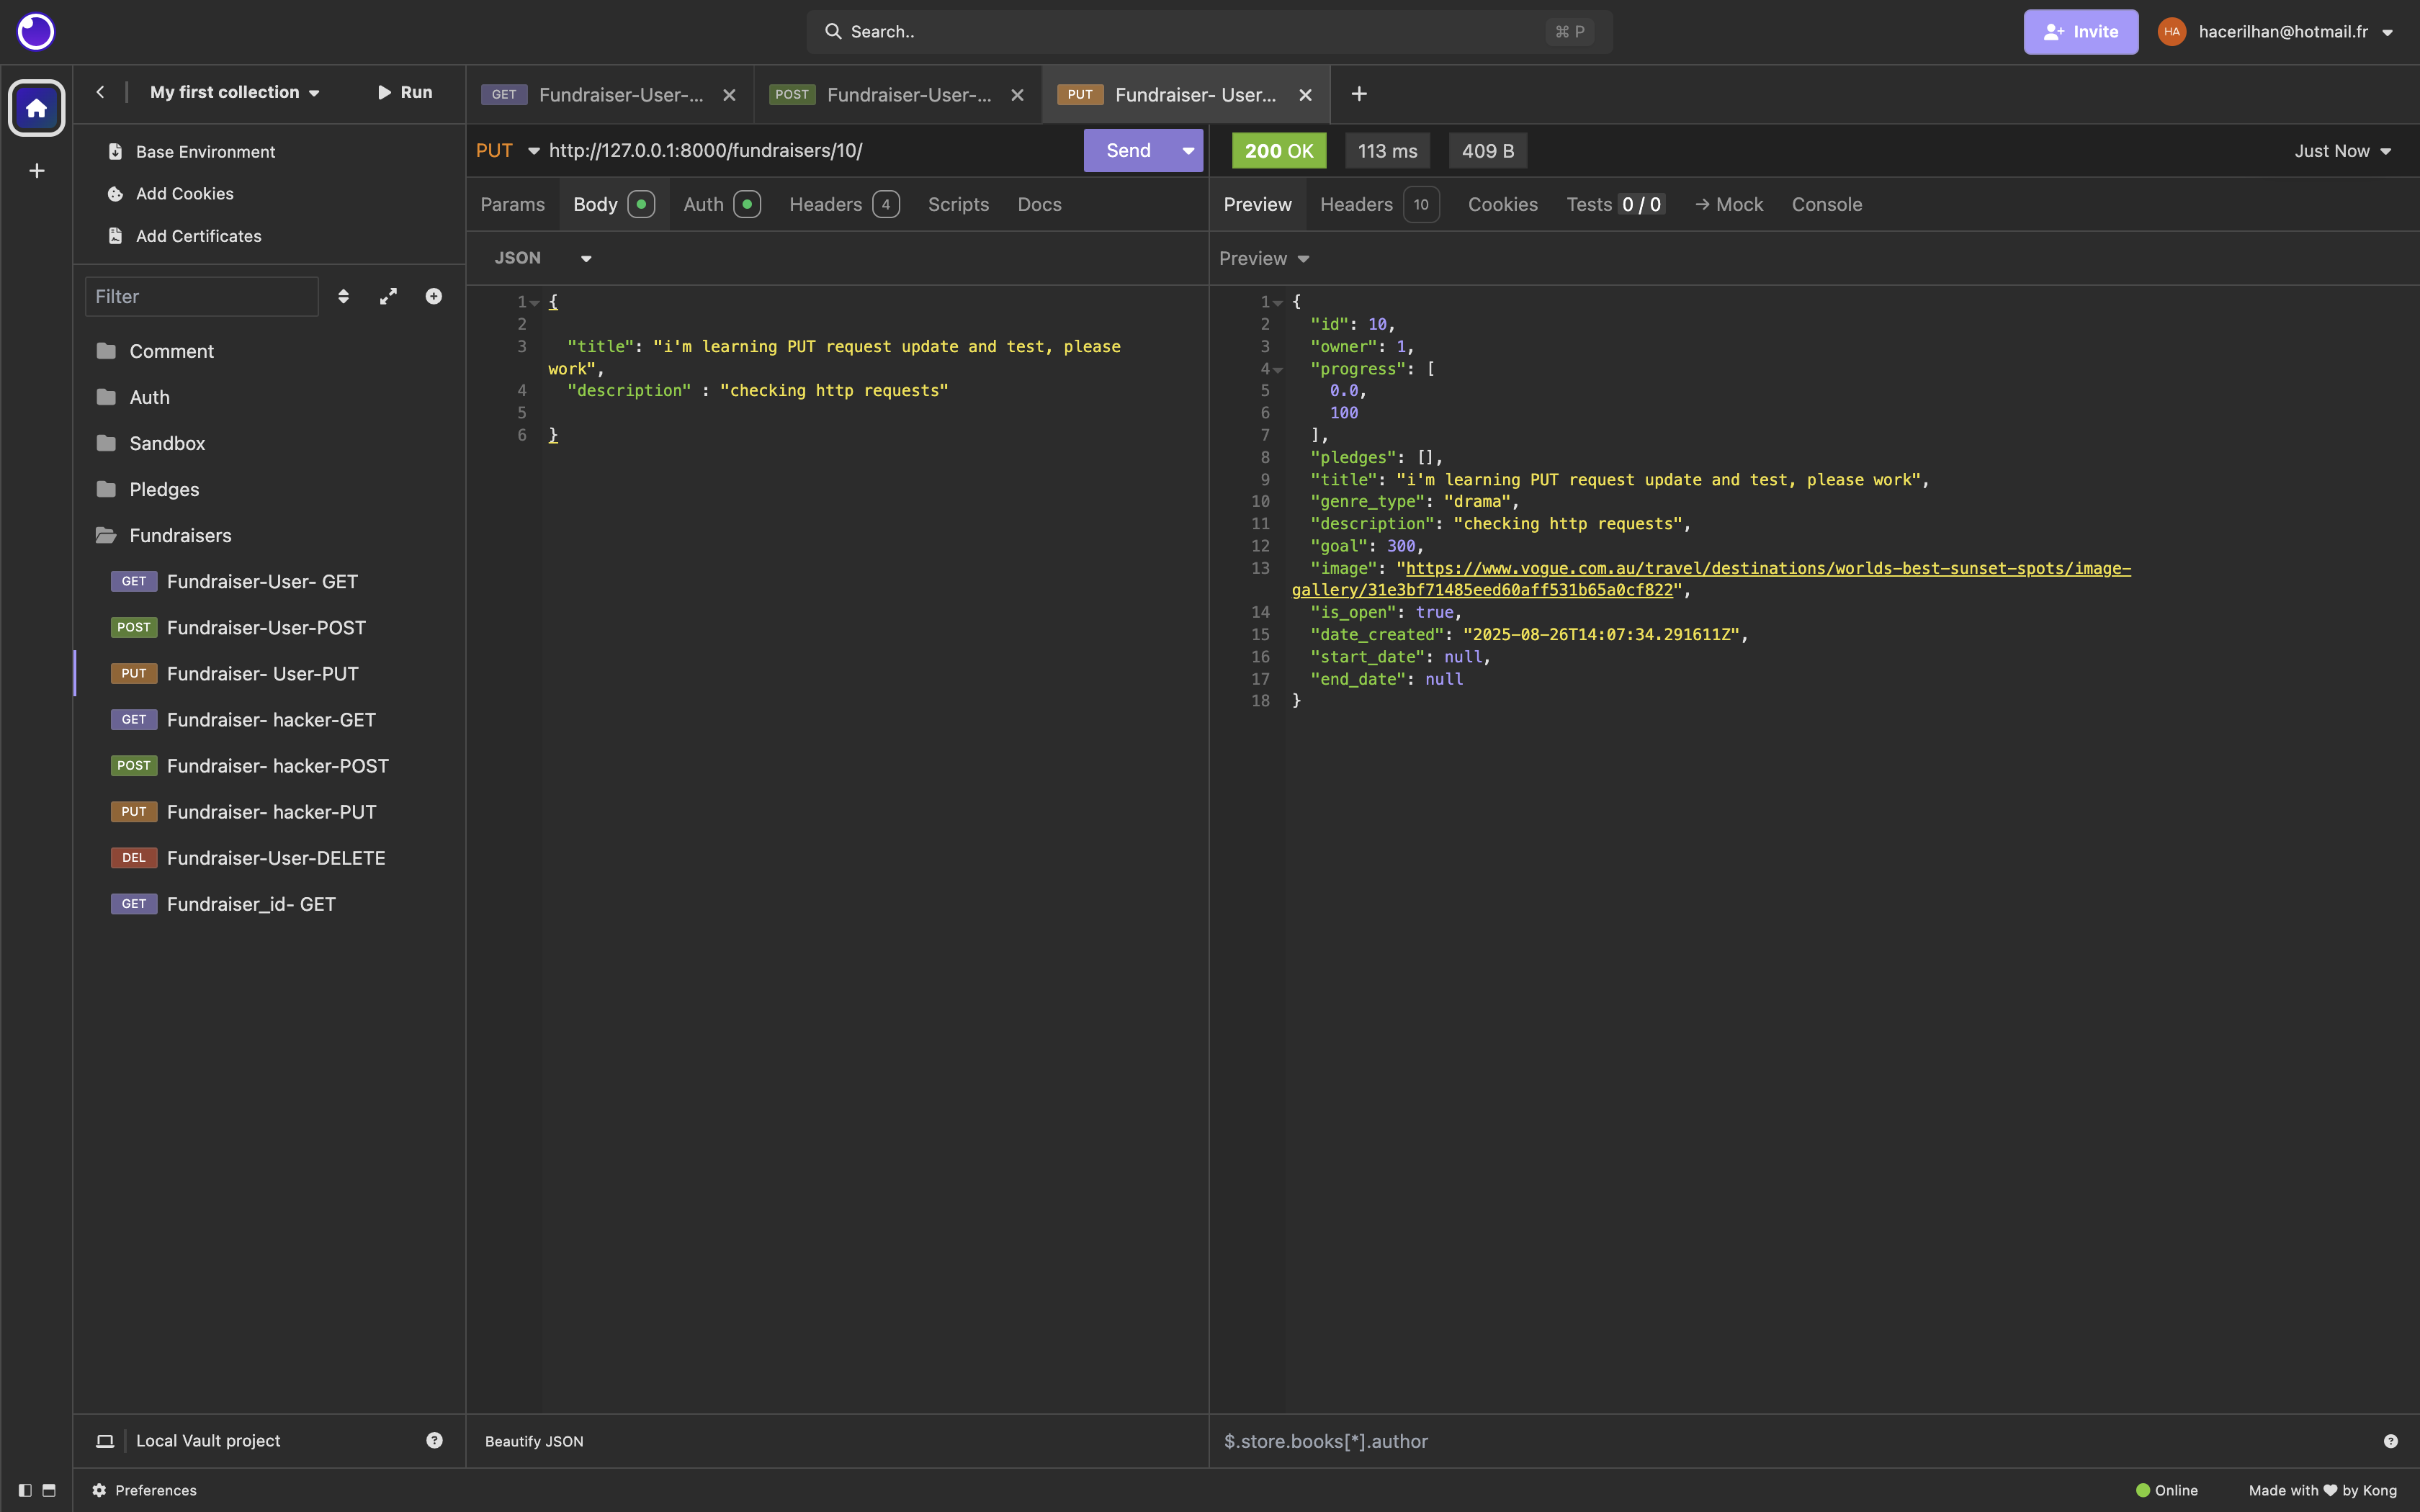 Search..
⌘ P
Invite
HA
hacerilhan@hotmail.fr
My first collection
Run
GET Fundraiser-User-...
POST Fundraiser-User-...
PUT Fundraiser- User...
Base Environment
Add Cookies
Add Certificates
Filter
Comment
Auth
Sandbox
Pledges
Fundraisers
GET Fundraiser-User- GET
POST Fundraiser-User-POST
PUT Fundraiser- User-PUT
GET Fundraiser- hacker-GET
POST Fundraiser- hacker-POST
PUT Fundraiser- hacker-PUT
DEL Fundraiser-User-DELETE
GET Fundraiser_id- GET
Local Vault project
PUT http://127.0.0.1:8000/fundraisers/10/ Send
Params Body Auth Headers 4 Scripts Docs
JSON
1 {
2
3 "title": "i'm learning PUT request update and test, please
work",
4 "description" : "checking http requests"
5
6 }
Beautify JSON
200 OK 113 ms 409 B Just Now
Preview Headers 10 Cookies Tests 0 / 0 → Mock Console
Preview
1 {
2 "id": 10,
3 "owner": 1,
4 "progress": [
5 0.0,
6 100
7 ],
8 "pledges": [],
9 "title": "i'm learning PUT request update and test, please work",
10 "genre_type": "drama",
11 "description": "checking http requests",
12 "goal": 300,
13 "image": "https://www.vogue.com.au/travel/destinations/worlds-best-sunset-spots/image-
gallery/31e3bf71485eed60aff531b65a0cf822",
14 "is_open": true,
15 "date_created": "2025-08-26T14:07:34.291611Z",
16 "start_date": null,
17 "end_date": null
18 }
$.store.books[*].author
Preferences
Online
Made with ♥ by Kong